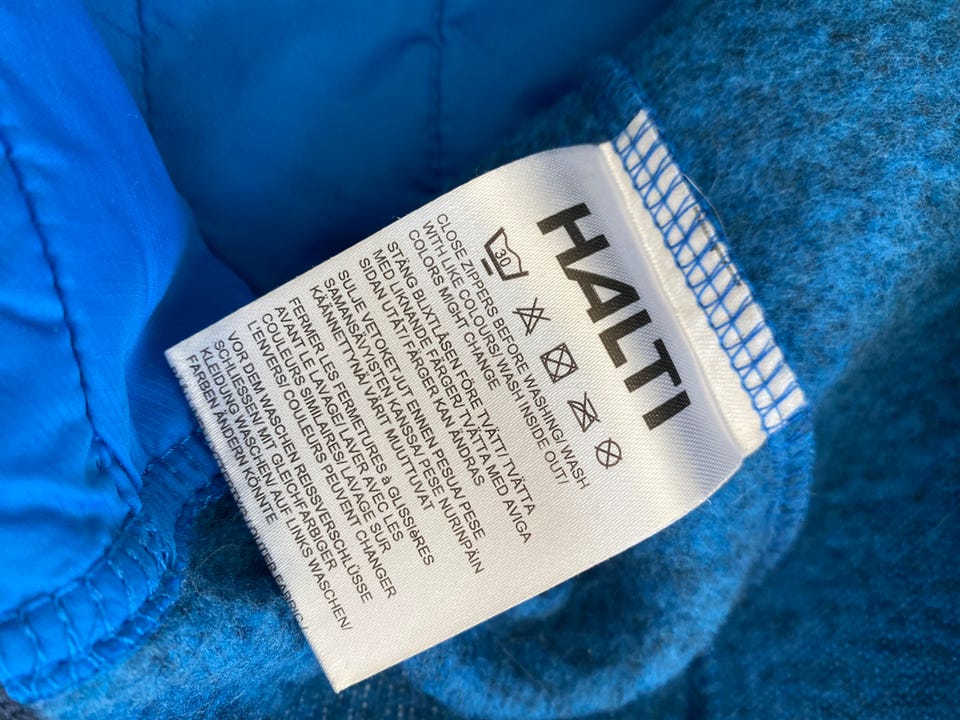 HALTI
30
CLOSE ZIPPERS BEFORE WASHING/ WASH
WITH LIKE COLOURS/WASH INSIDE OUT/
COLORS MIGHT CHANGE
STÄNG BLIXTLÅSEN FÖRE TVÄTT/ TVÄTTA
MED LIKNANDE FÄRGER/TVÄTTA MED AVIGA
SIDAN UTÅT FÄRGER KAN ÄNDRAS
SULJE VETOKETJUT ENNEN PESUA/ PESE
SAMANSÄVYISTEN KANSSA/ PESE NURINPÄIN
KÄÄNNETTYNÄ/ VÄRIT MUUTTUVAT
FERMER LES FERMETURES à GLISSIèRES
AVANT LE LAVAGE/ LAVER AVEC LES
COULEURS SIMILAIRES/ LAVAGE SUR
L'ENVERS/ COULEURS PEUVENT CHANGER
VOR DEM WASCHEN REISSVERSCHLÜSSE
SCHLIESSEN/ MIT GLEICHFARBIGER
KLEIDUNG WASCHEN AUF LINKS WASCHEN/
FARBEN ÄNDERN KÖNNTE